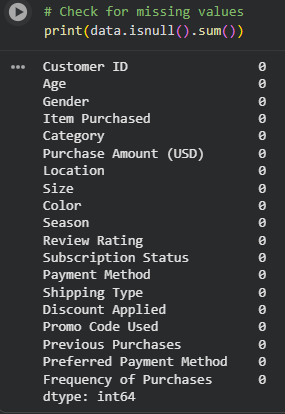 # Check for missing values
print(data.isnull().sum())
Customer ID 0
Age 0
Gender 0
Item Purchased 0
Category 0
Purchase Amount (USD) 0
Location 0
Size 0
Color 0
Season 0
Review Rating 0
Subscription Status 0
Payment Method 0
Shipping Type 0
Discount Applied 0
Promo Code Used 0
Previous Purchases 0
Preferred Payment Method 0
Frequency of Purchases 0
dtype: int64